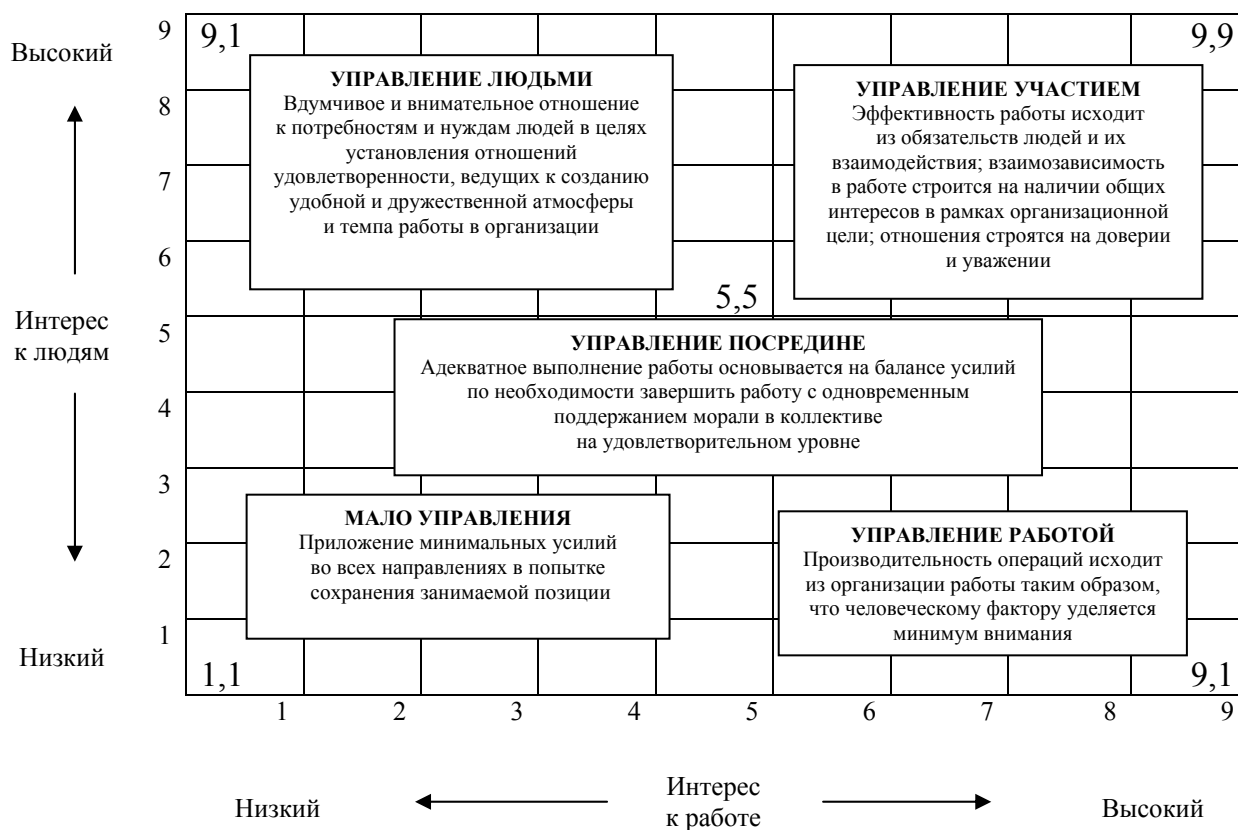 9
9,1
9,9
Высокий
УПРАВЛЕНИЕ ЛЮДЬМИ
Вдумчивое и внимательное отношение
к потребностям и нуждам людей в целях
установления отношений
удовлетворенности, ведущих к созданию
удобной и дружественной атмосферы
и темпа работы в организации
УПРАВЛЕНИЕ УЧАСТИЕМ
Эффективность работы исходит
из обязательств людей и их
взаимодействия; взаимозависимость
в работе строится на наличии общих
интересов в рамках организационной
цели; отношения строятся на доверии
и уважении
8
7
6
5,5
Интерес
к людям
5
УПРАВЛЕНИЕ ПОСРЕДИНЕ
Адекватное выполнение работы основывается на балансе усилий
по необходимости завершить работу с одновременным
поддержанием морали в коллективе
на удовлетворительном уровне
4
3
МАЛО УПРАВЛЕНИЯ
Приложение минимальных усилий
во всех направлениях в попытке
сохранения занимаемой позиции
УПРАВЛЕНИЕ РАБОТОЙ
Производительность операций исходит
из организации работы таким образом,
что человеческому фактору уделяется
минимум внимания
2
1
Низкий
1,1
9,1
1 2 3 4 5 6 7 8 9
Низкий
Интерес
к работе
Высокий